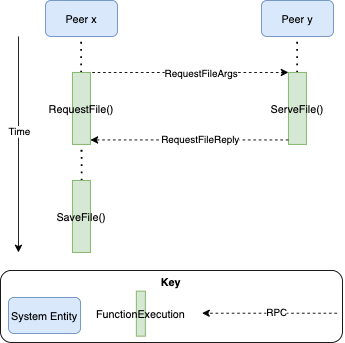 Peer x
Peer y
RequestFileArgs
RequestFile()
ServeFile()
Time
RequestFileReply
SaveFile()
Key
System Entity
FunctionExecution
RPC